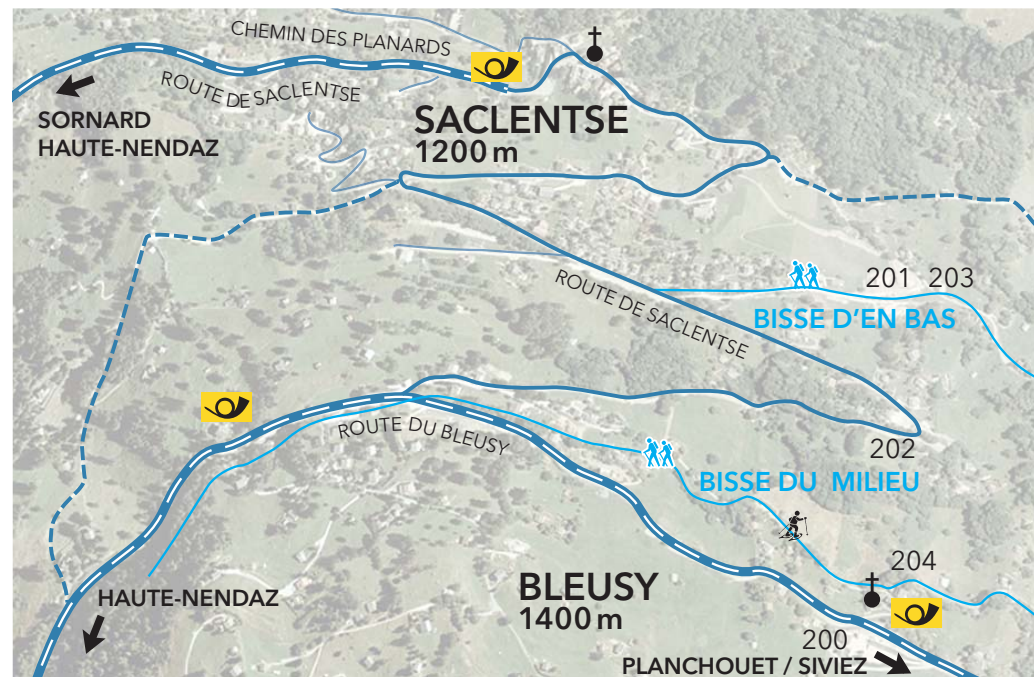 CHEMIN DES PLANARDS
ROUTE DE SACLENTSE
SORNARD
HAUTE-NENDAZ
SACLENTSE
1200 m
201 203
ROUTE DE SACLENTSE
BISSE D'EN BAS
ROUTE DU BLEUSY
202
BISSE DU MILIEU
204
HAUTE-NENDAZ
BLEUSY
1400 m
200
PLANCHOUET / SIVIEZ